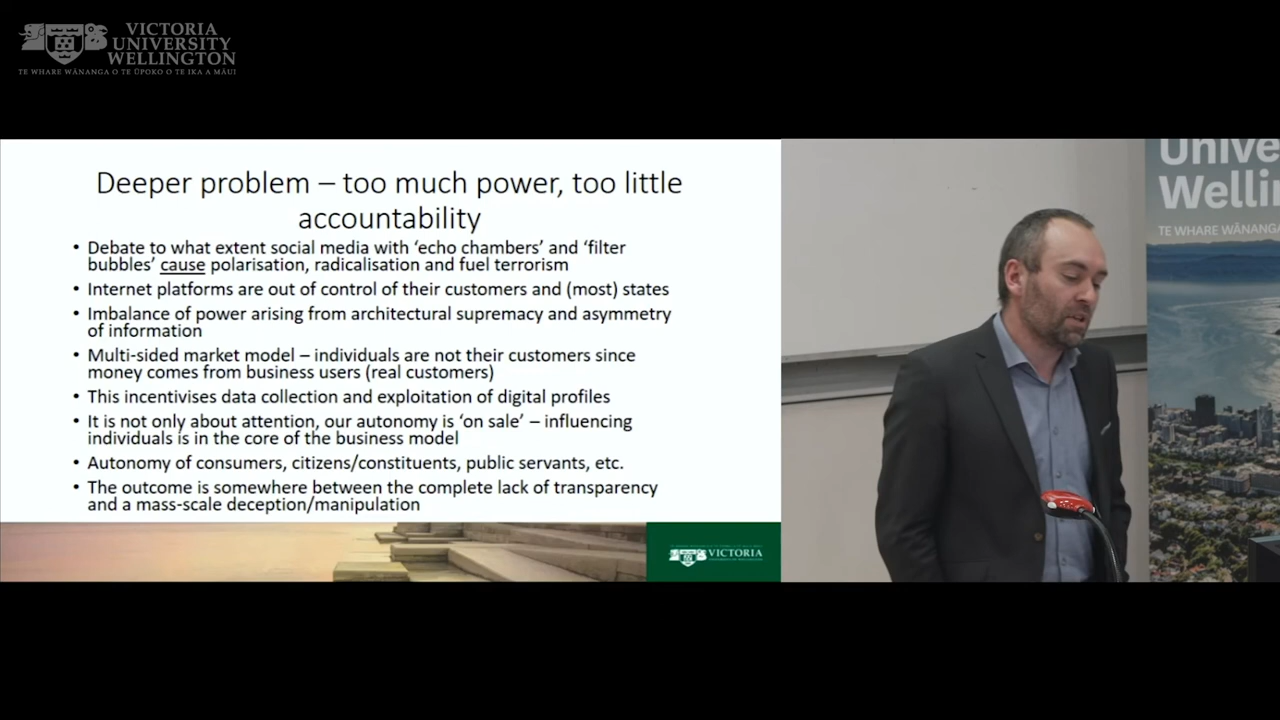 VICTORIA
UNIVERSITY
WELLINGTON
TE WHARE WĀNANGA O TE ŪPOKO O TE IKA A MĀUI
Deeper problem – too much power, too little
accountability
• Debate to what extent social media with ‘echo chambers’ and ‘filter
bubbles’ cause polarisation, radicalisation and fuel terrorism
• Internet platforms are out of control of their customers and (most) states
• Imbalance of power arising from architectural supremacy and asymmetry
of information
• Multi-sided market model – individuals are not their customers since
money comes from business users (real customers)
• This incentivises data collection and exploitation of digital profiles
• It is not only about attention, our autonomy is ‘on sale’ – influencing
individuals is in the core of the business model
• Autonomy of consumers, citizens/constituents, public servants, etc.
• The outcome is somewhere between the complete lack of transparency
and a mass-scale deception/manipulation
VICTORIA
Unive
Wellin
TE WHARE WĀNANGA